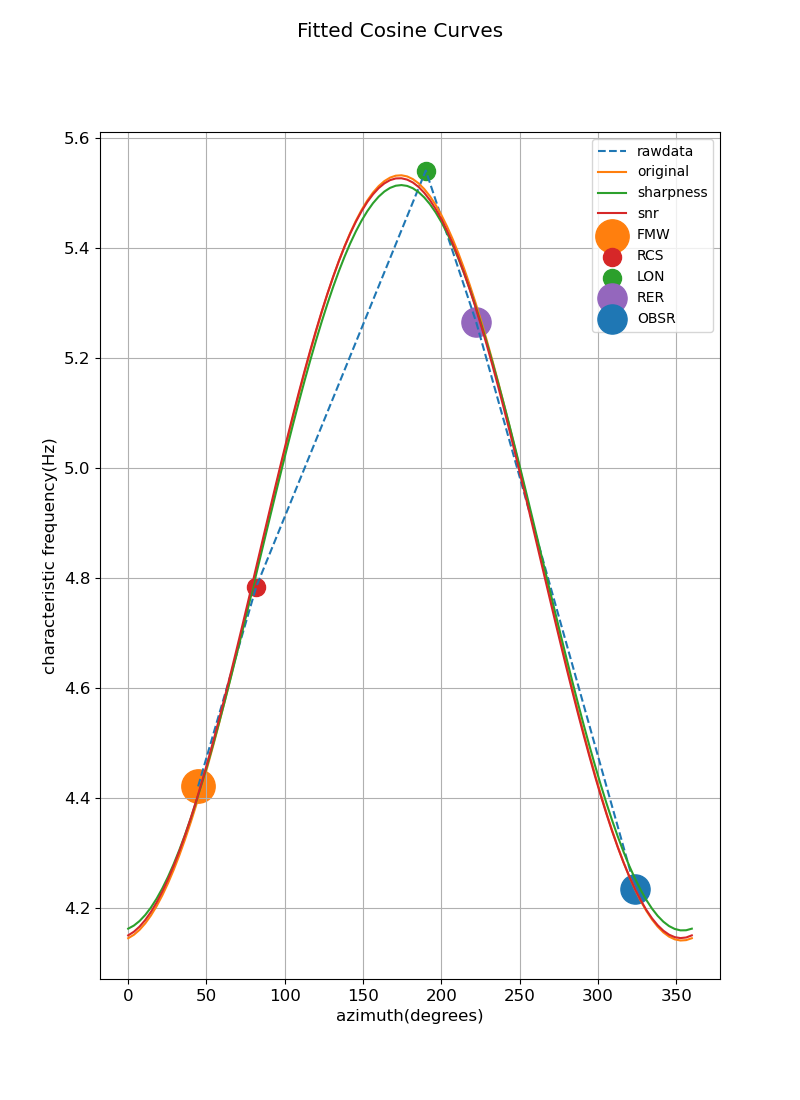 Fitted Cosine Curves
5.6
5.4
5.2
5.0
4.8
4.6
4.4
4.2
characteristic frequency(Hz)
rawdata
original
sharpness
snr
FMW
RCS
LON
RER
OBSR
0 50 100 150 200 250 300 350
azimuth(degrees)